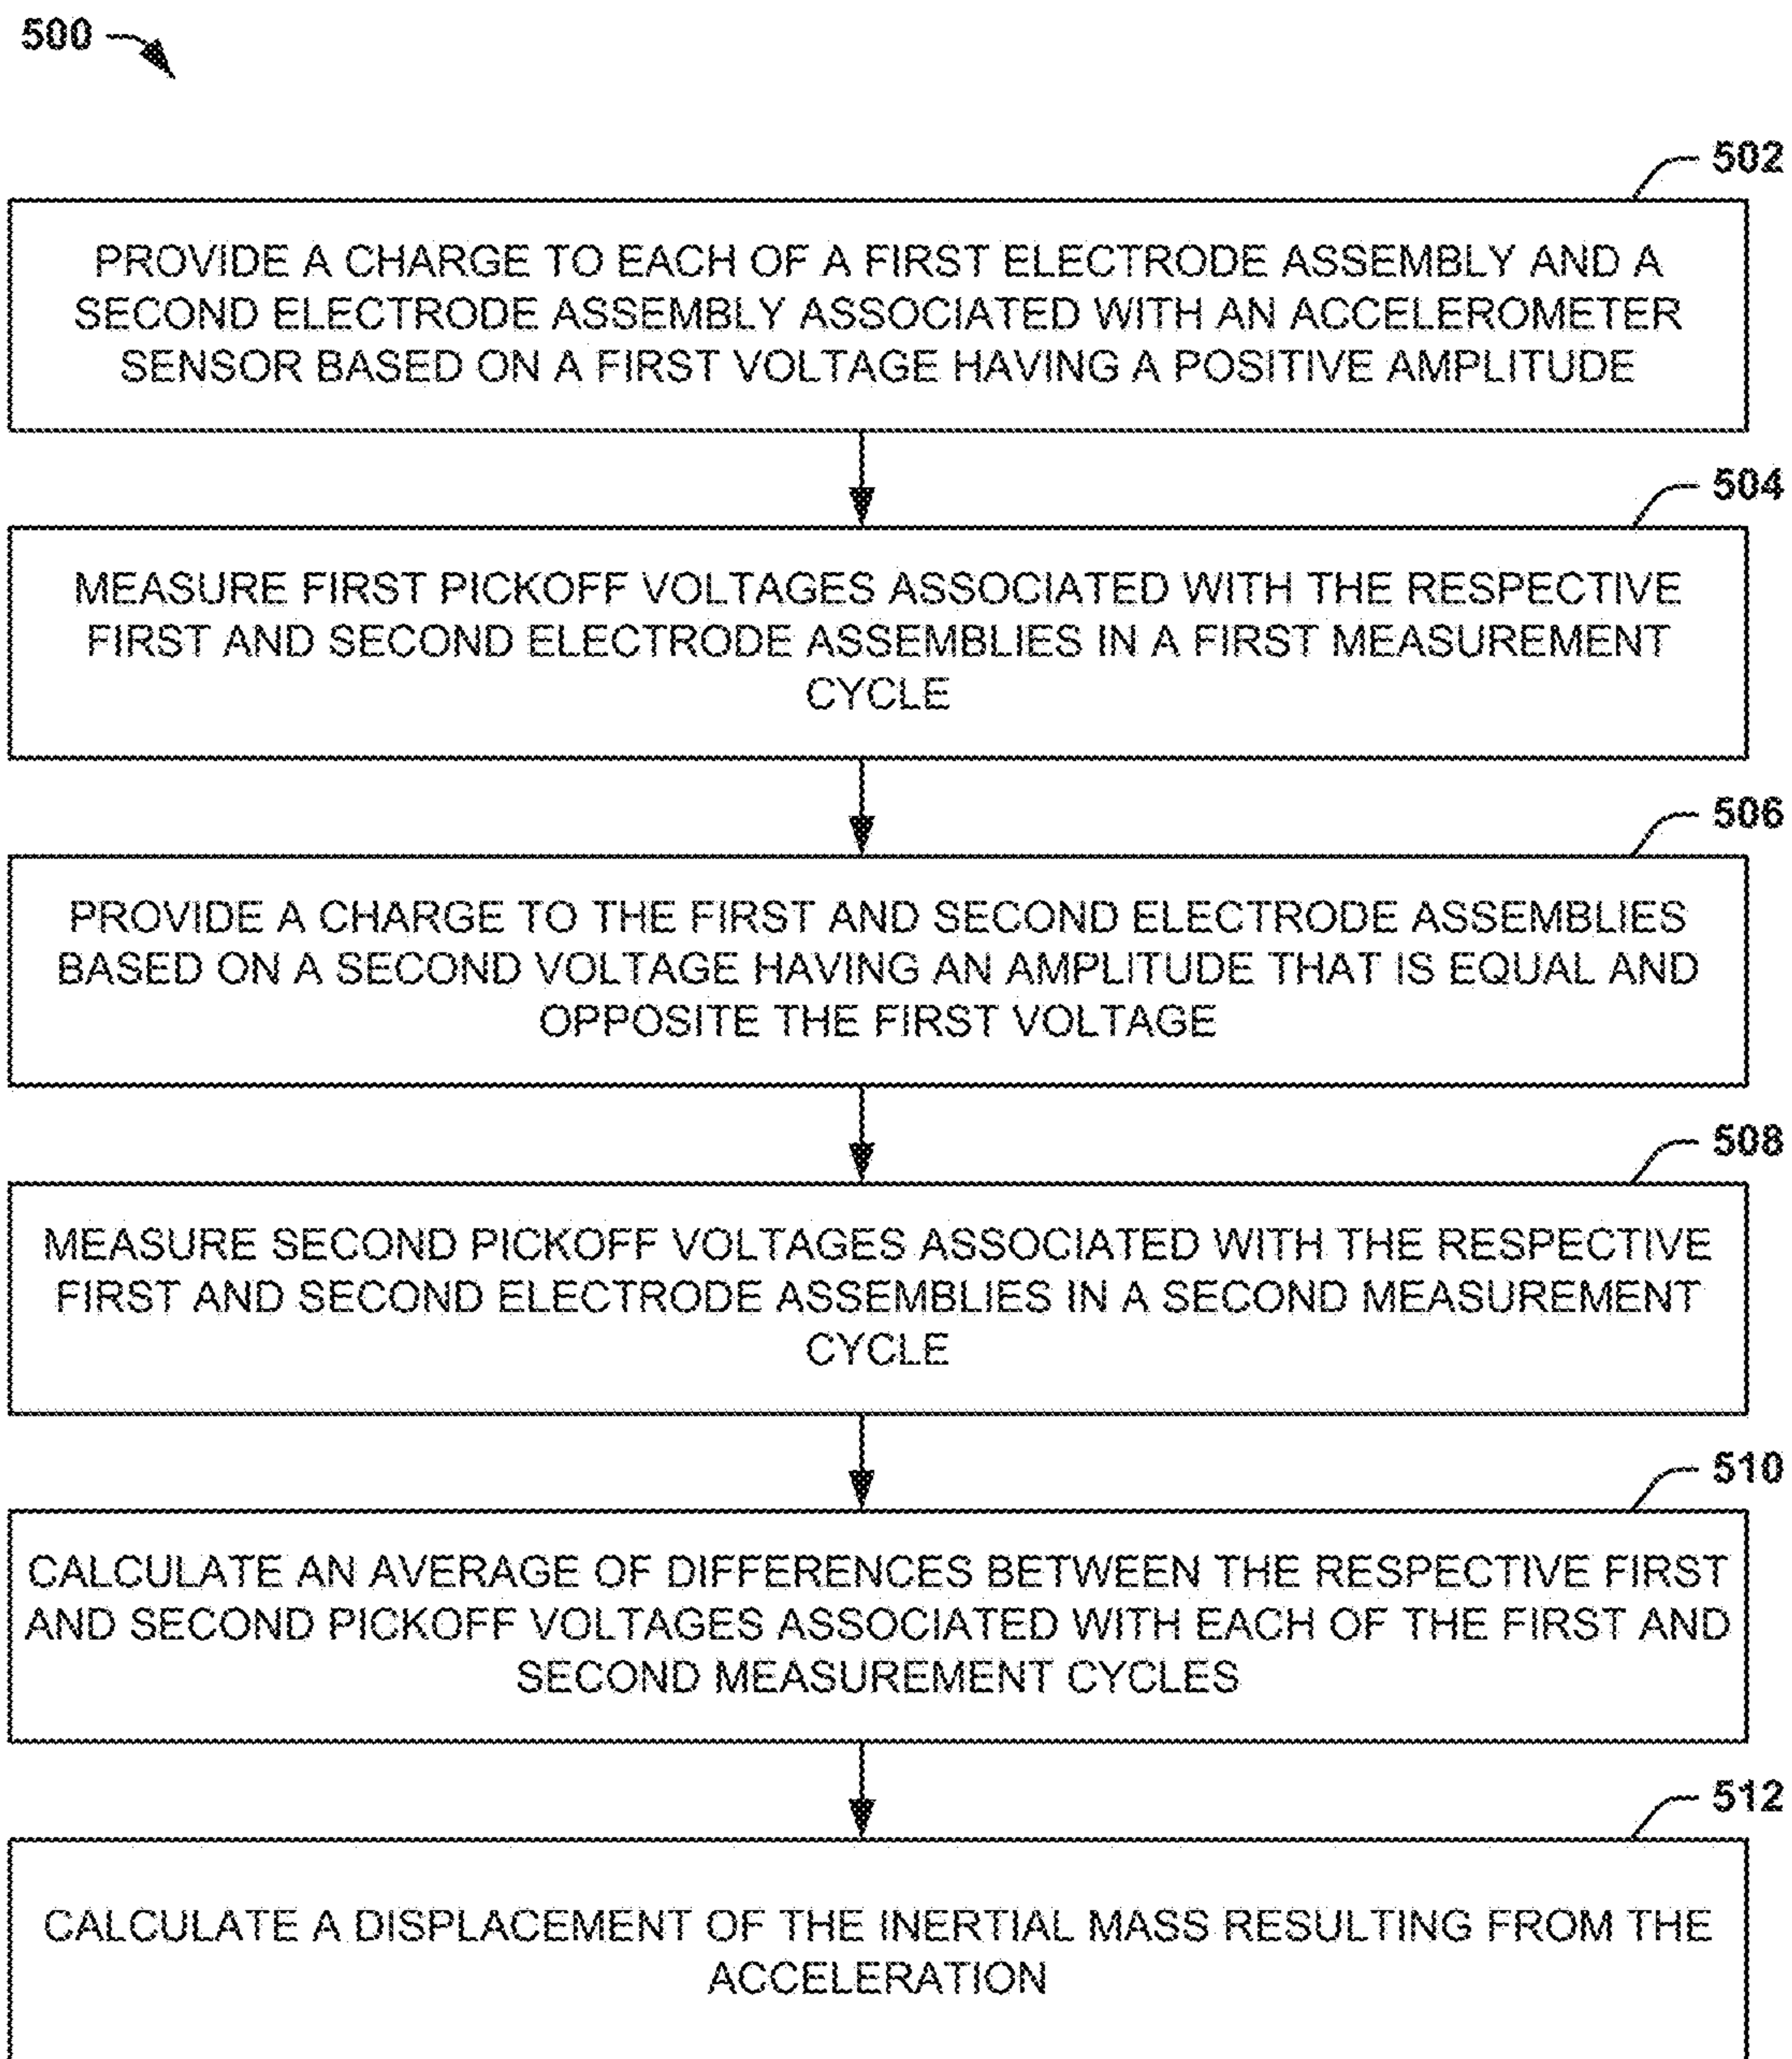 500
502
PROVIDE A CHARGE TO EACH OF A FIRST ELECTRODE ASSEMBLY AND A
SECOND ELECTRODE ASSEMBLY ASSOCIATED WITH AN ACCELEROMETER
SENSOR BASED ON A FIRST VOLTAGE HAVING A POSITIVE AMPLITUDE
504
MEASURE FIRST PICKOFF VOLTAGES ASSOCIATED WITH THE RESPECTIVE
FIRST AND SECOND ELECTRODE ASSEMBLIES IN A FIRST MEASUREMENT
CYCLE
506
PROVIDE A CHARGE TO THE FIRST AND SECOND ELECTRODE ASSEMBLIES
BASED ON A SECOND VOLTAGE HAVING AN AMPLITUDE THAT IS EQUAL AND
OPPOSITE THE FIRST VOLTAGE
508
MEASURE SECOND PICKOFF VOLTAGES ASSOCIATED WITH THE RESPECTIVE
FIRST AND SECOND ELECTRODE ASSEMBLIES IN A SECOND MEASUREMENT
CYCLE
510
CALCULATE AN AVERAGE OF DIFFERENCES BETWEEN THE RESPECTIVE FIRST
AND SECOND PICKOFF VOLTAGES ASSOCIATED WITH EACH OF THE FIRST AND
SECOND MEASUREMENT CYCLES
512
CALCULATE A DISPLACEMENT OF THE INERTIAL MASS RESULTING FROM THE
ACCELERATION